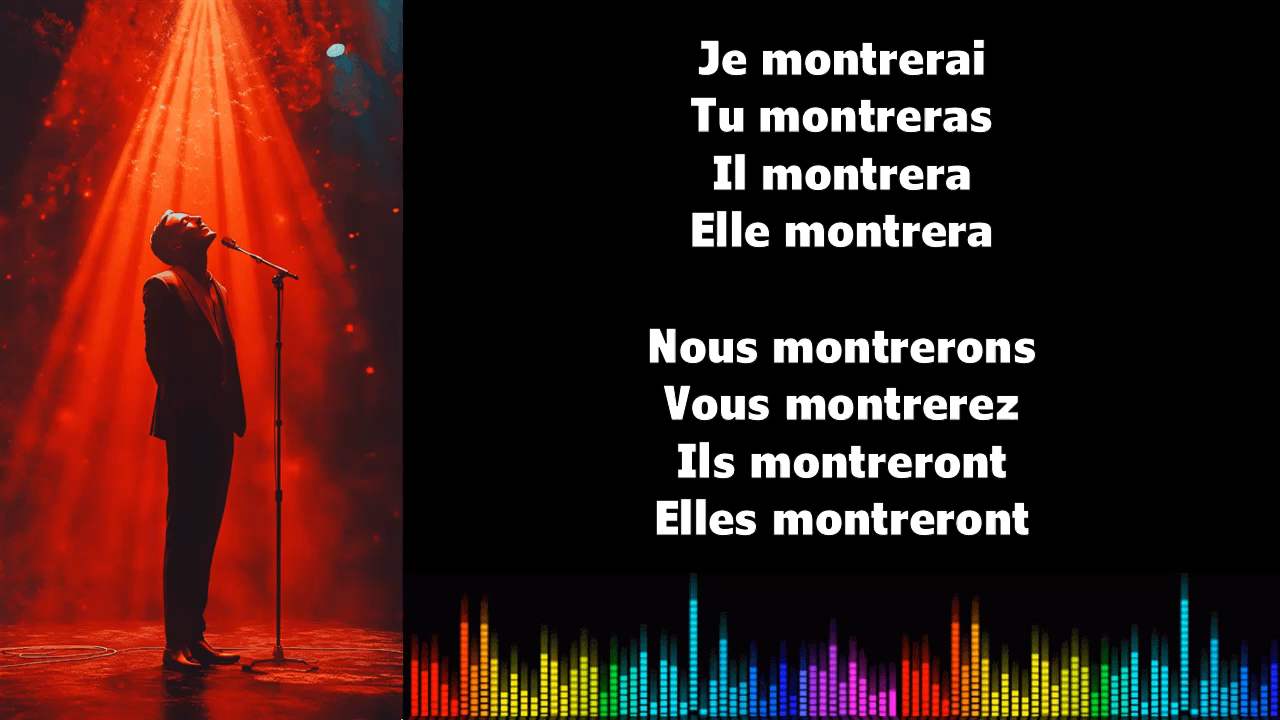 Je montrerai
Tu montreras
Il montrera
Elle montrera
Nous montrerons
Vous montrerez
Ils montreront
Elles montreront